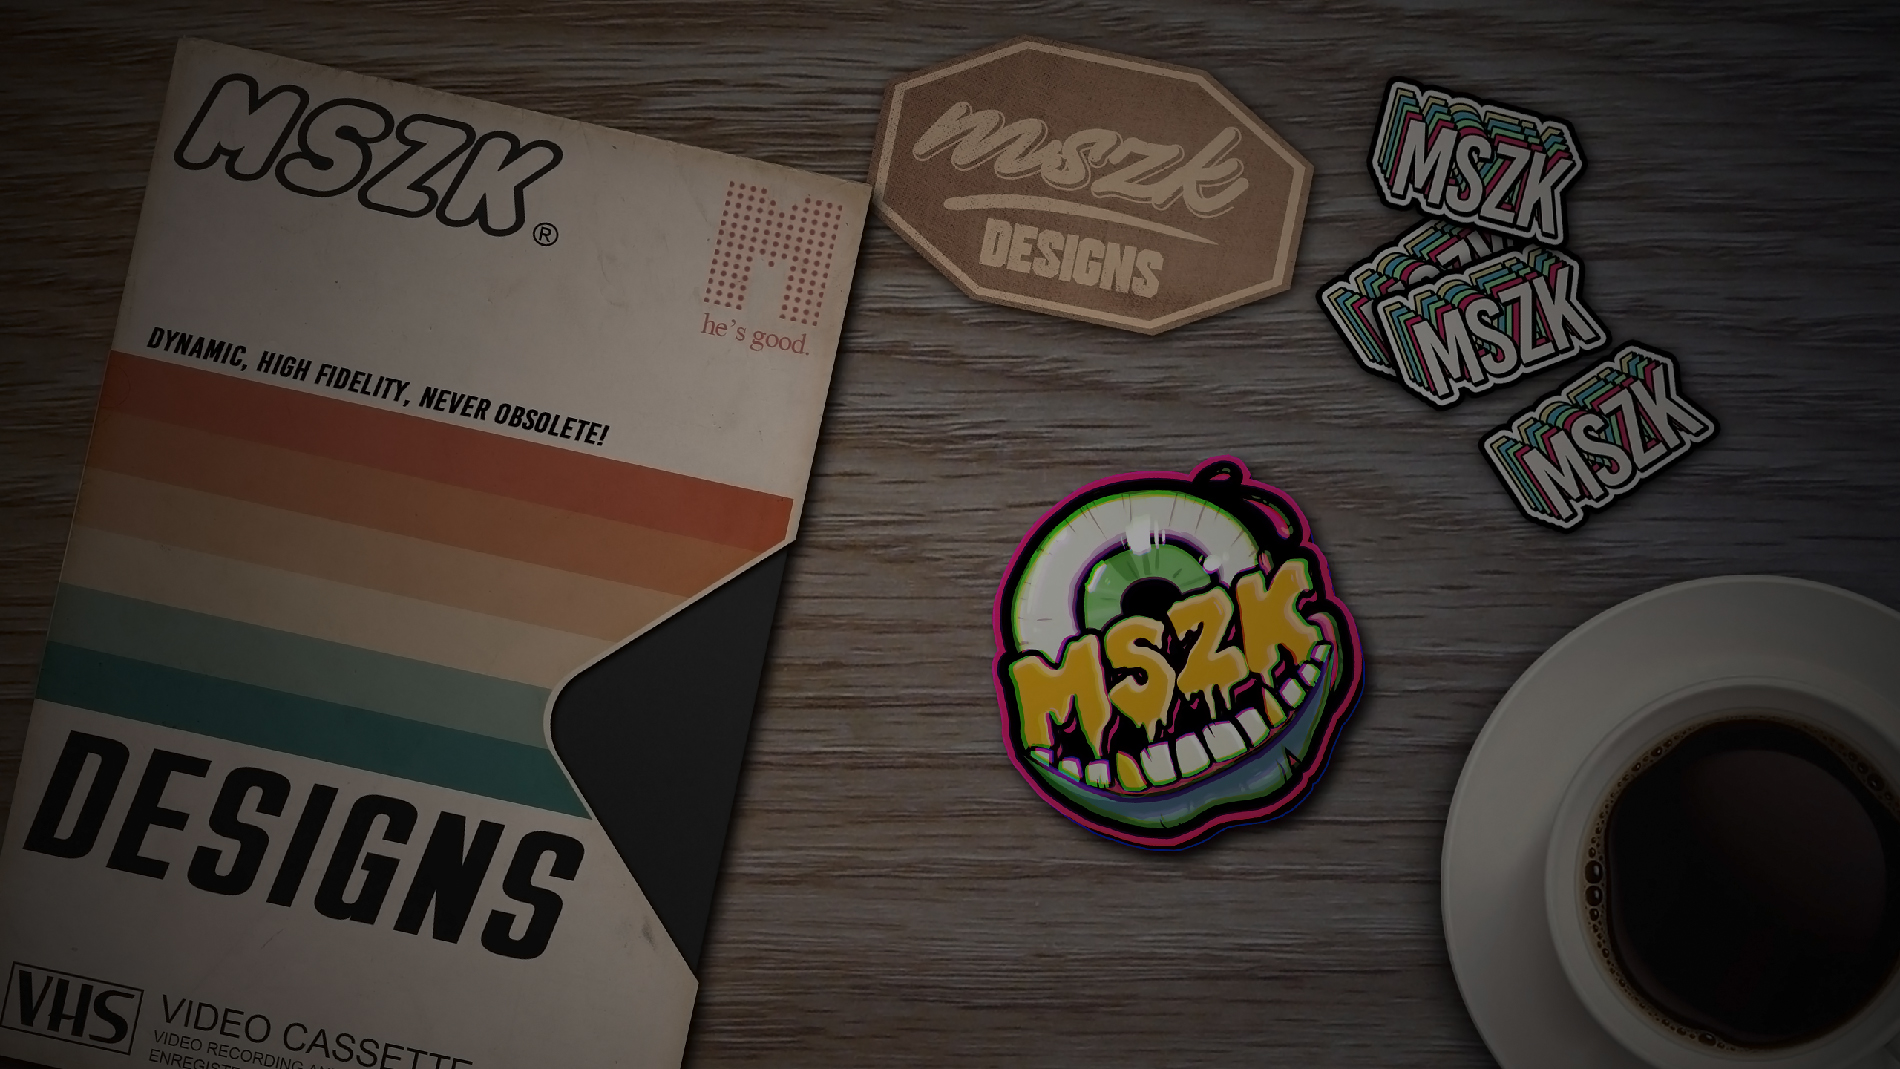 MSZK
®
M
he's good.
DYNAMIC, HIGH FIDELITY, NEVER OBSOLETE!
DESIGNS
VHS
VIDEO CASSETTE
VIDEO RECORDING
mszk
DESIGNS
MSZK
MSZK
MSZK
MSZK